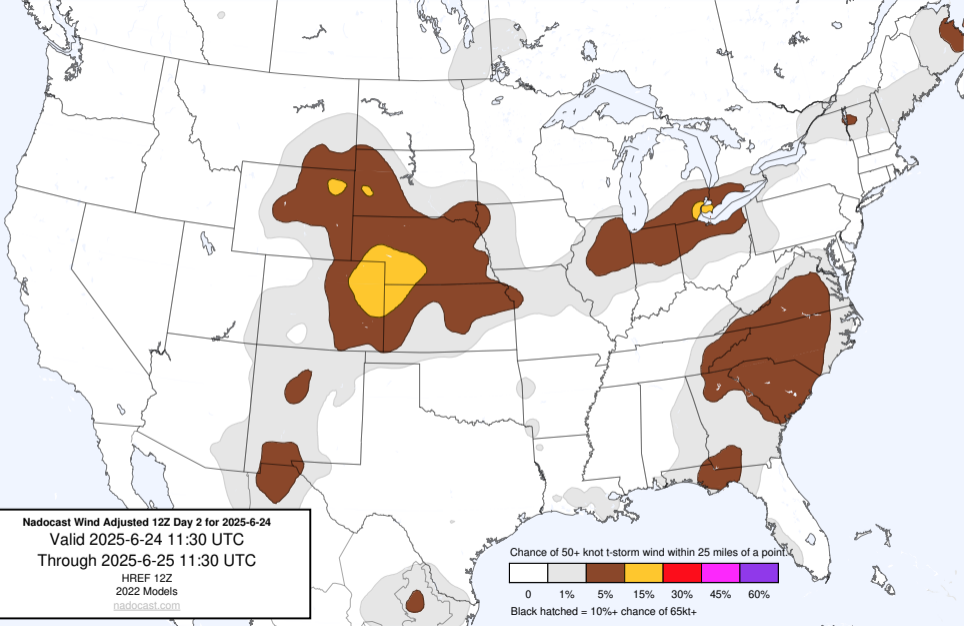 Nadocast Wind Adjusted 12Z Day 2 for 2025-6-24
Valid 2025-6-24 11:30 UTC
Through 2025-6-25 11:30 UTC
HREF 12Z
2022 Models
nadocast.com
Chance of 50+ knot t-storm wind within 25 miles of a point.
0 1% 5% 15% 30% 45% 60%
Black hatched = 10%+ chance of 65kt+